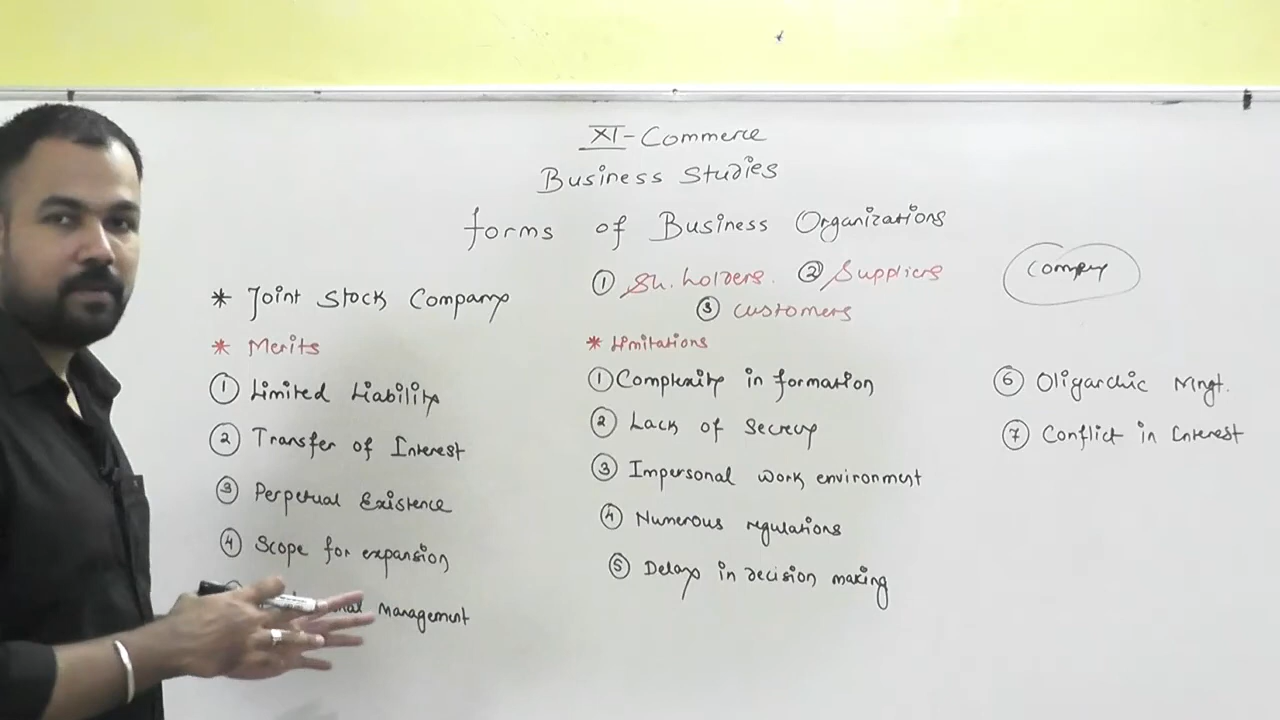 XI-Commerce
Business Studies
forms of Business Organizations
① Sh. holders. ② Suppliers
③ customers
Company
* Joint Stock Company
* Merits
① Limited Liability
② Transfer of Interest
③ Perpetual Existence
④ Scope for expansion
management
* Limitations
① Complexity in formation
② Lack of Secrecy
③ Impersonal work environment
④ Numerous regulations
⑤ Delays in decision making
⑥ Oligarchic Mngt.
⑦ Conflict in Interest